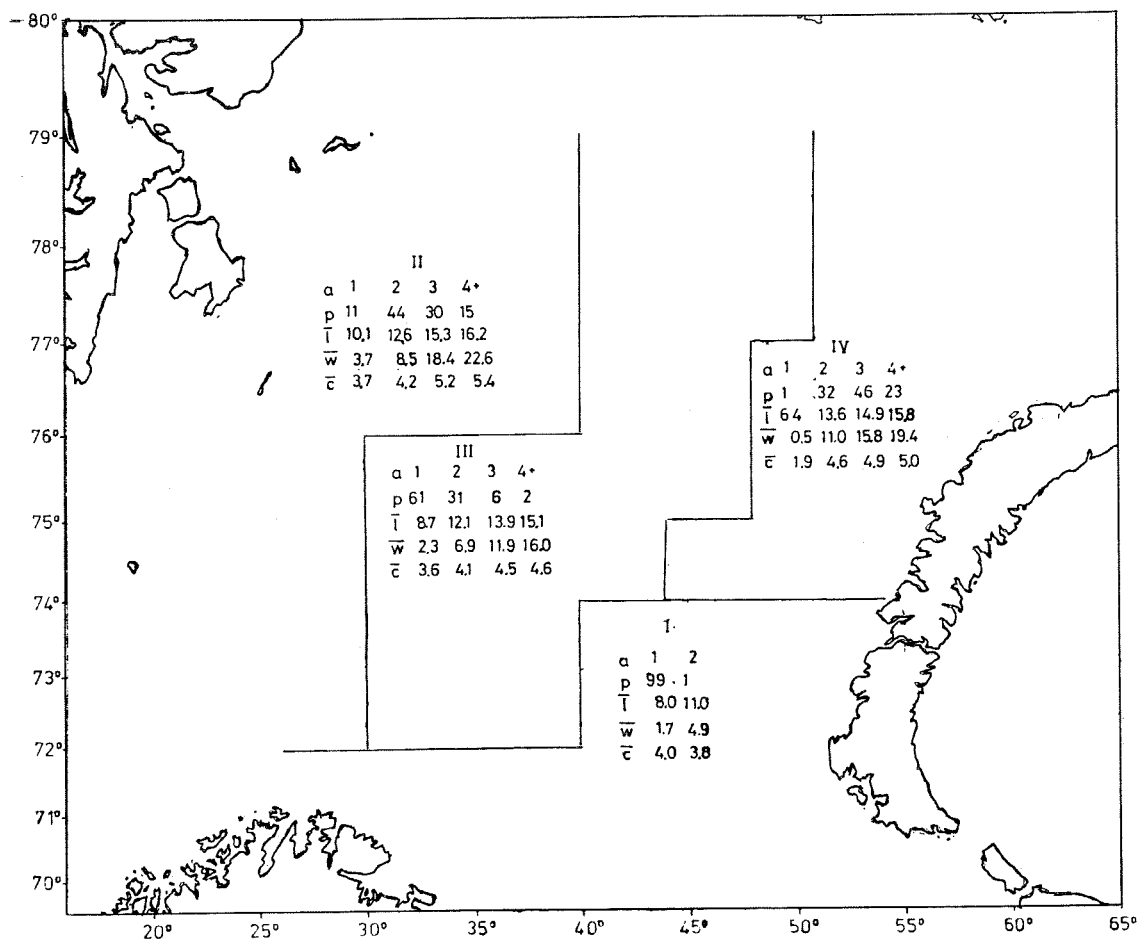 80°
79°
78°
77°
76°
75°
74°
73°
72°
71°
70°
II
a 1 2 3 4+
p 11 44 30 15
l̅ 10.1 12.6 15.3 16.2
w̅ 3.7 8.5 18.4 22.6
c̅ 3.7 4.2 5.2 5.4
IV
a 1 2 3 4+
p 1 32 46 23
l̅ 6.4 13.6 14.9 15.8
w̅ 0.5 11.0 15.8 19.4
c̅ 1.9 4.6 4.9 5.0
III
a 1 2 3 4+
p 61 31 6 2
l̅ 8.7 12.1 13.9 15.1
w̅ 2.3 6.9 11.9 16.0
c̅ 3.6 4.1 4.5 4.6
I
a 1 2
p 99 1
l̅ 8.0 11.0
w̅ 1.7 4.9
c̅ 4.0 3.8
20° 25° 30° 35° 40° 45° 50° 55° 60° 65°